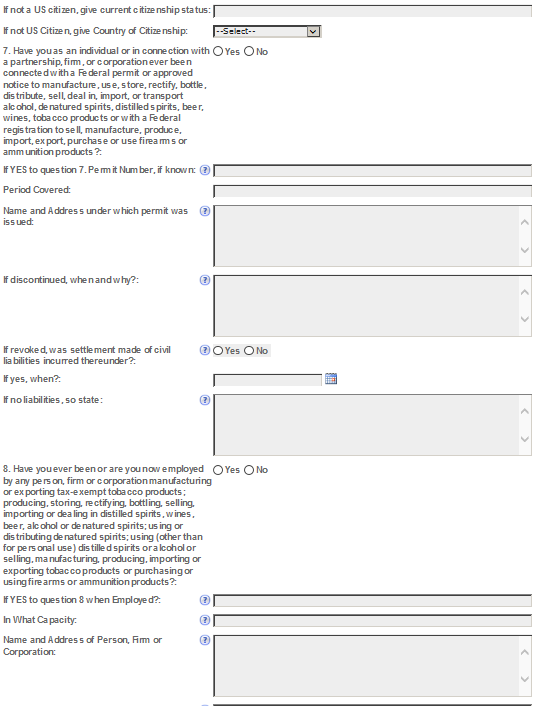 If not a US citizen, give current citizenship status:
If not US Citizen, give Country of Citizenship:
--Select--
7. Have you as an individual or in connection with
a partnership, firm, or corporation ever been
connected with a Federal permit or approved
notice to manufacture, use, store, rectify, bottle,
distribute, sell, deal in, import, or transport
alcohol, denatured spirits, distilled spirits, beer,
wines, tobacco products or with a Federal
registration to sell, manufacture, produce,
import, export, purchase or use firearms or
ammunition products?:
Yes No
If YES to question 7. Permit Number, if known:
?
Period Covered:
Name and Address under which permit was
issued:
?
If discontinued, when and why?:
?
If revoked, was settlement made of civil
liabilities incurred thereunder?:
?
Yes No
If yes, when?:
If no liabilities, so state:
?
8. Have you ever been or are you now employed
by any person, firm or corporation manufacturing
or exporting tax-exempt tobacco products;
producing, storing, rectifying, bottling, selling,
importing or dealing in distilled spirits, wines,
beer, alcohol or denatured spirits; using or
distributing denatured spirits; using (other than
for personal use) distilled spirits or alcohol or
selling, manufacturing, producing, importing or
exporting tobacco products or purchasing or
using firearms or ammunition products?:
Yes No
If YES to question 8 when Employed?:
?
In What Capacity:
?
Name and Address of Person, Firm or
Corporation:
?